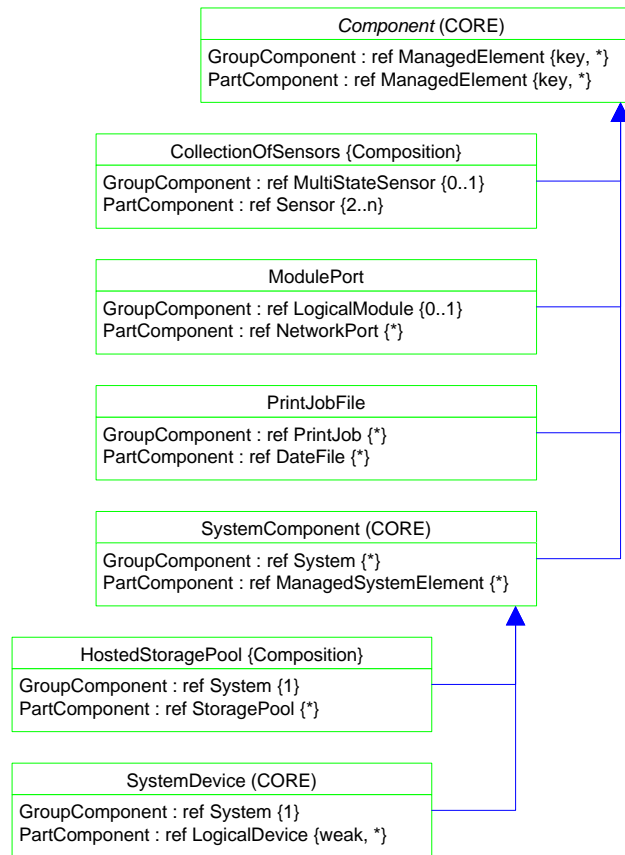 Component (CORE)
GroupComponent : ref ManagedElement {key, *}
PartComponent : ref ManagedElement {key, *}
CollectionOfSensors {Composition}
GroupComponent : ref MultiStateSensor {0..1}
PartComponent : ref Sensor {2..n}
ModulePort
GroupComponent : ref LogicalModule {0..1}
PartComponent : ref NetworkPort {*}
PrintJobFile
GroupComponent : ref PrintJob {*}
PartComponent : ref DateFile {*}
SystemComponent (CORE)
GroupComponent : ref System {*}
PartComponent : ref ManagedSystemElement {*}
HostedStoragePool {Composition}
GroupComponent : ref System {1}
PartComponent : ref StoragePool {*}
SystemDevice (CORE)
GroupComponent : ref System {1}
PartComponent : ref LogicalDevice {weak, *}